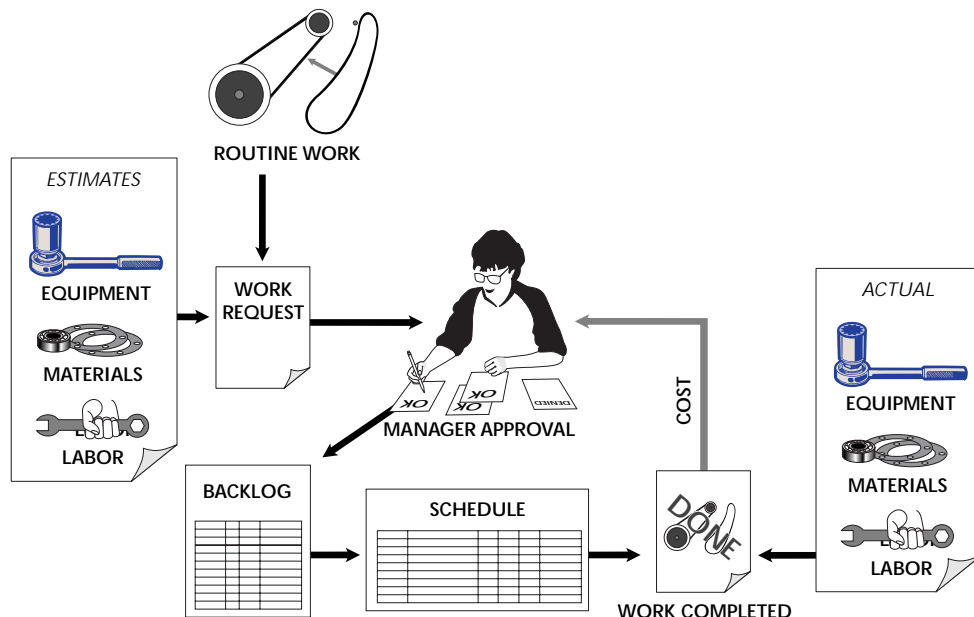 ROUTINE WORK
ESTIMATES
EQUIPMENT
MATERIALS
LABOR
WORK
REQUEST
OK
OK
OK
DENIED
MANAGER APPROVAL
COST
ACTUAL
EQUIPMENT
MATERIALS
LABOR
BACKLOG
SCHEDULE
DONE
WORK COMPLETED